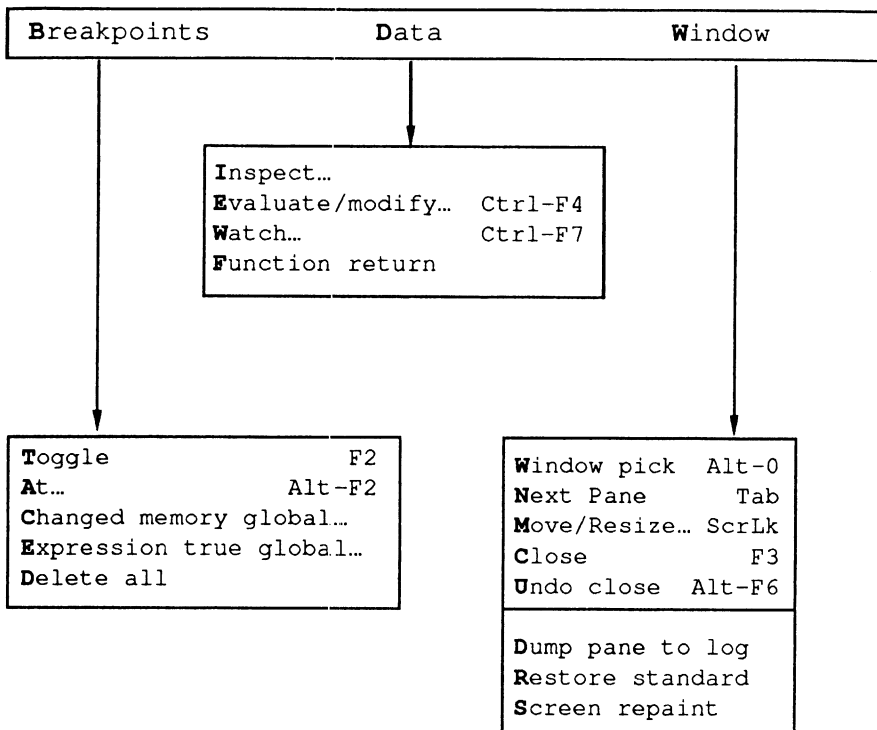 Breakpoints Data Window
Inspect…
Evaluate/modify… Ctrl-F4
Watch… Ctrl-F7
Function return
Toggle F2
At… Alt-F2
Changed memory global…
Expression true global…
Delete all
Window pick Alt-0
Next Pane Tab
Move/Resize… ScrLk
Close F3
Undo close Alt-F6
Dump pane to log
Restore standard
Screen repaint